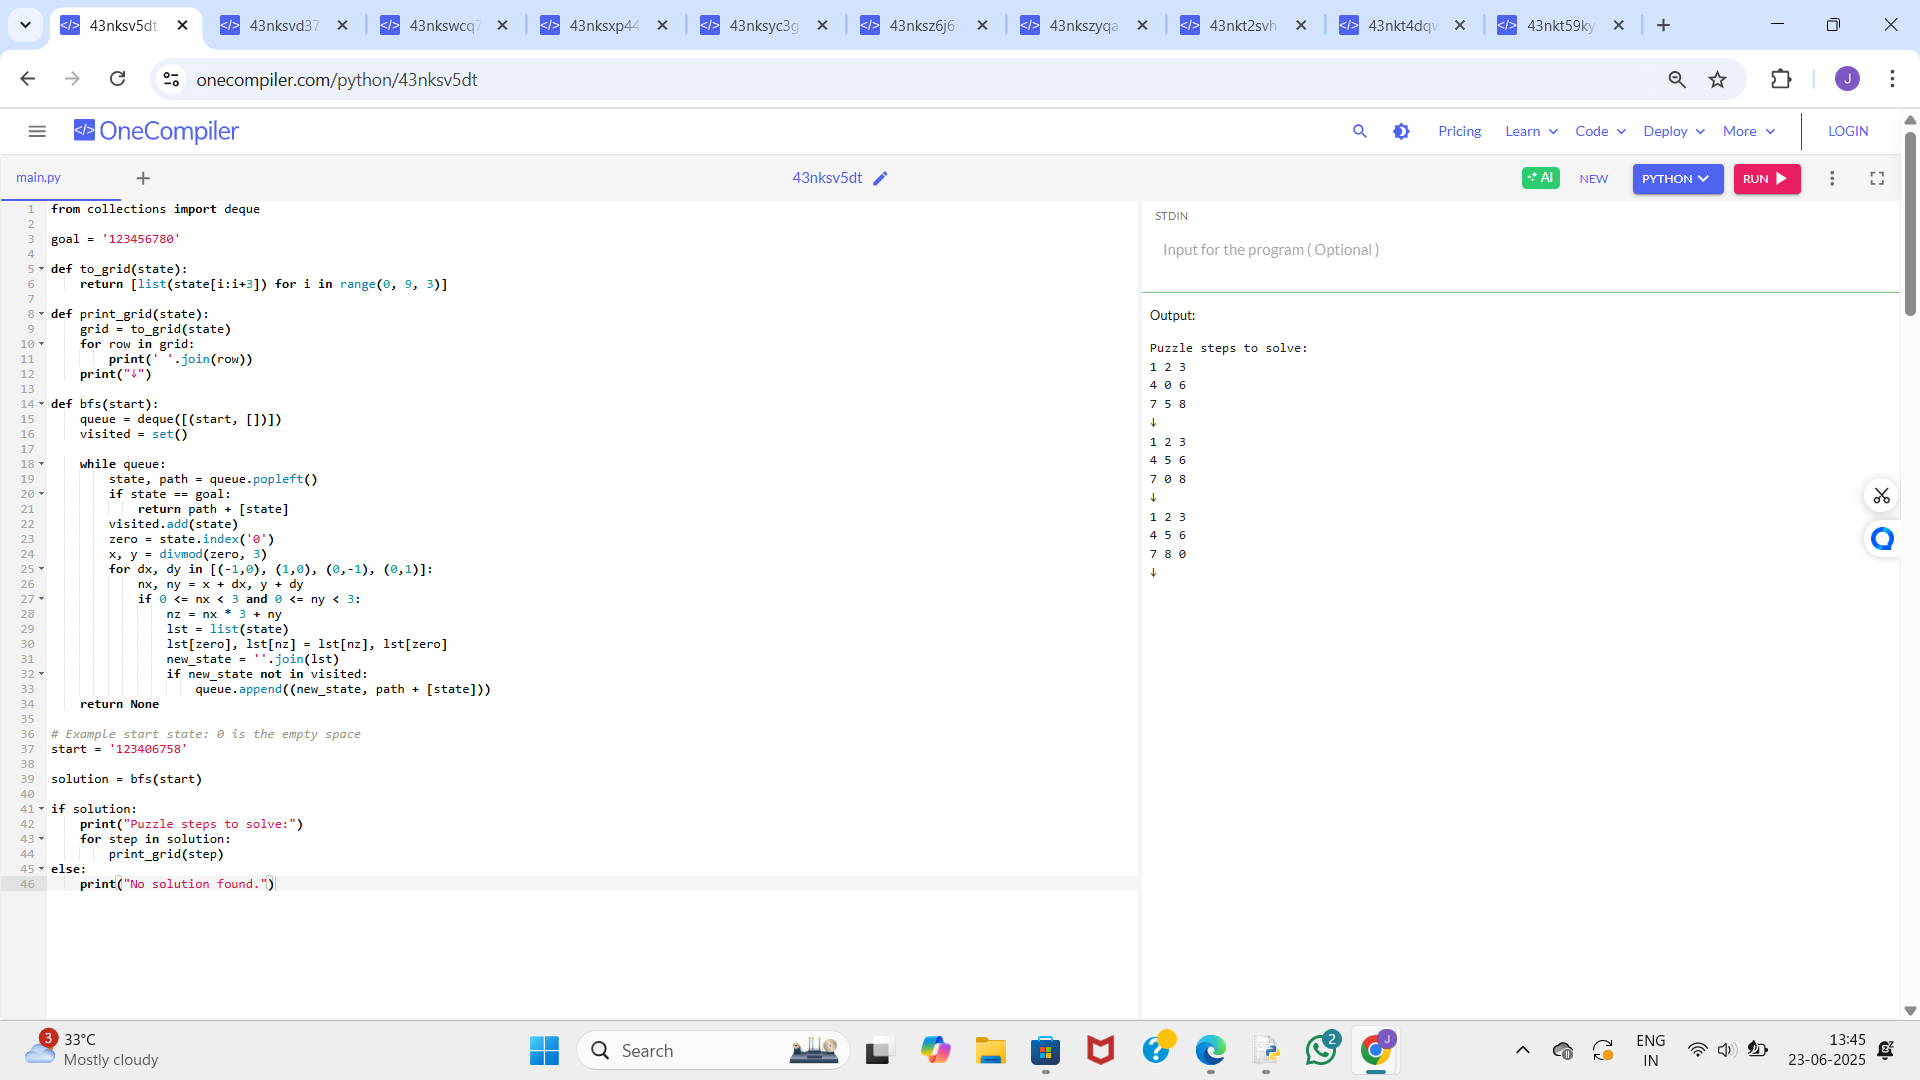 43nksv5dt
43nksvd37
43nkswcq7
43nksxp44
43nksyc3g
43nksz6j6
43nkszyqa
43nkt2svh
43nkt4dqw
43nkt59ky
onecompiler.com/python/43nksv5dt
J
OneCompiler
Pricing
Learn
Code
Deploy
More
LOGIN
main.py
43nksv5dt
AI
NEW
PYTHON
RUN
1 from collections import deque
2
3 goal = '123456780'
4
5 def to_grid(state):
6     return [list(state[i:i+3]) for i in range(0, 9, 3)]
7
8 def print_grid(state):
9     grid = to_grid(state)
10     for row in grid:
11         print(' '.join(row))
12     print("↓")
13
14 def bfs(start):
15     queue = deque([(start, [])])
16     visited = set()
17
18     while queue:
19         state, path = queue.popleft()
20         if state == goal:
21             return path + [state]
22         visited.add(state)
23         zero = state.index('0')
24         x, y = divmod(zero, 3)
25         for dx, dy in [(-1,0), (1,0), (0,-1), (0,1)]:
26             nx, ny = x + dx, y + dy
27             if 0 <= nx < 3 and 0 <= ny < 3:
28                 nz = nx * 3 + ny
29                 lst = list(state)
30                 lst[zero], lst[nz] = lst[nz], lst[zero]
31                 new_state = ''.join(lst)
32                 if new_state not in visited:
33                     queue.append((new_state, path + [state]))
34     return None
35
36 # Example start state: 0 is the empty space
37 start = '123406758'
38
39 solution = bfs(start)
40
41 if solution:
42     print("Puzzle steps to solve:")
43     for step in solution:
44         print_grid(step)
45 else:
46     print("No solution found.")
STDIN
Input for the program ( Optional )
Output:
Puzzle steps to solve:
1 2 3
4 0 6
7 5 8
↓
1 2 3
4 5 6
7 0 8
↓
1 2 3
4 5 6
7 8 0
↓
3
33°C
Mostly cloudy
Search
2
J
ENG
IN
13:45
23-06-2025